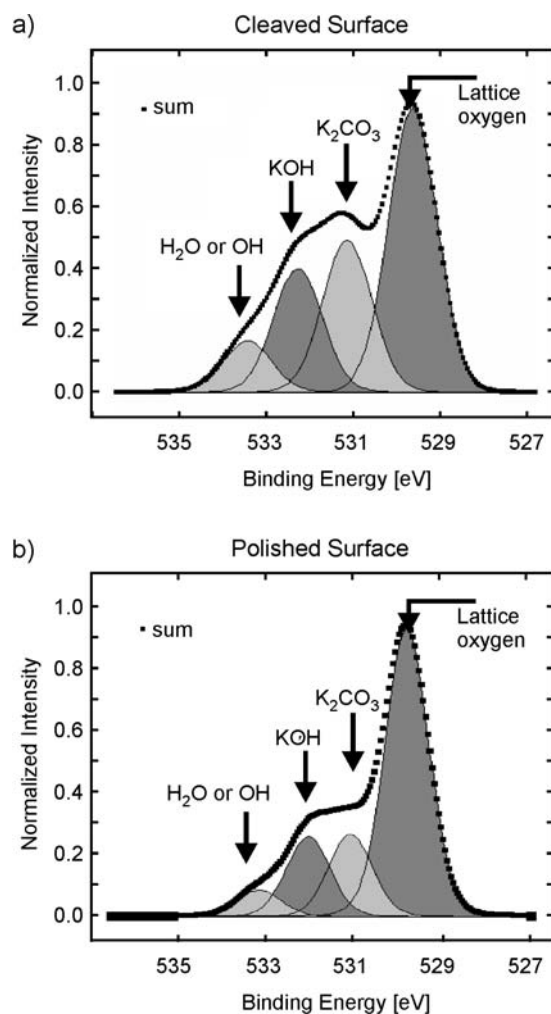 a)
Cleaved Surface
Normalized Intensity
1.0
0.8
0.6
0.4
0.2
0.0
sum
H₂O or OH
KOH
K₂CO₃
Lattice
oxygen
535
533
531
529
527
Binding Energy [eV]
b)
Polished Surface
Normalized Intensity
1.0
0.8
0.6
0.4
0.2
0.0
sum
H₂O or OH
KOH
K₂CO₃
Lattice
oxygen
535
533
531
529
527
Binding Energy [eV]